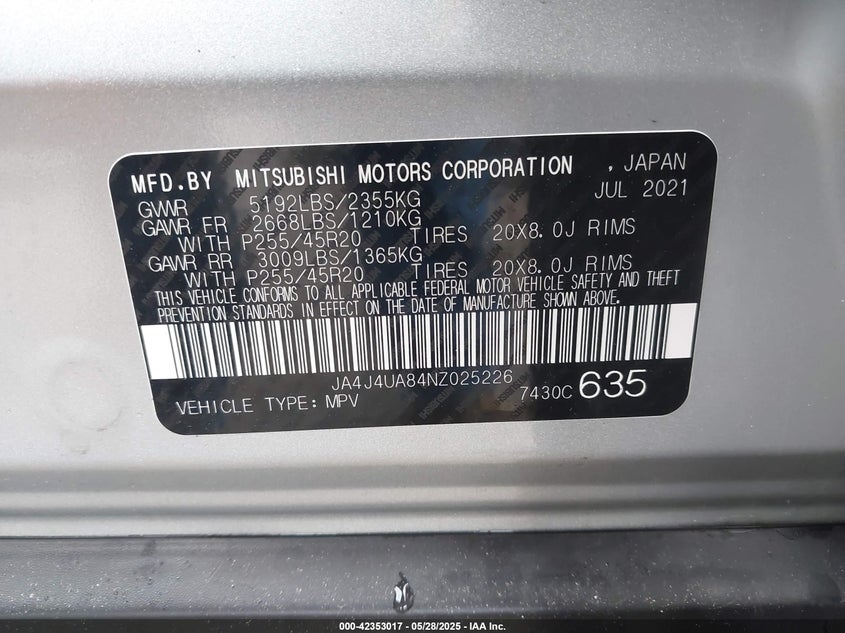 MFD.BY MITSUBISHI MOTORS CORPORATION , JAPAN
GVWR 5192LBS/2355KG JUL 2021
GAWR FR 2668LBS/1210KG
WITH P255/45R20 TIRES 20X8.0J RIMS
GAWR RR 3009LBS/1365KG
WITH P255/45R20 TIRES 20X8.0J RIMS
THIS VEHICLE CONFORMS TO ALL APPLICABLE FEDERAL MOTOR VEHICLE SAFETY AND THEFT
PREVENTION STANDARDS IN EFFECT ON THE DATE OF MANUFACTURE SHOWN ABOVE.
JA4J4UA84NZ025226
VEHICLE TYPE: MPV 7430C 635
000-42353017 - 05/28/2025 - IAA Inc.